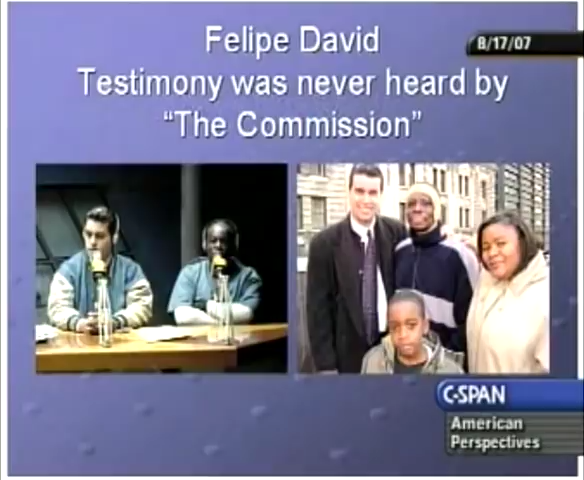 Felipe David
8/17/07
Testimony was never heard by
“The Commission”
C-SPAN
American
Perspectives